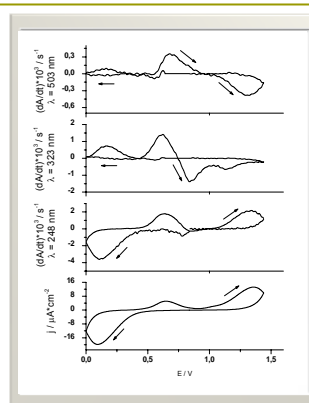 (dA/dt)*10³ / s⁻¹
λ = 503 nm
0,3
0,0
-0,3
-0,6
(dA/dt)*10³ / s⁻¹
λ = 323 nm
2
1
0
-1
-2
(dA/dt)*10³ / s⁻¹
λ = 248 nm
2
0
-2
-4
j / µA*cm⁻²
16
8
0
-8
-16
0,0 0,5 1,0 1,5
E / V